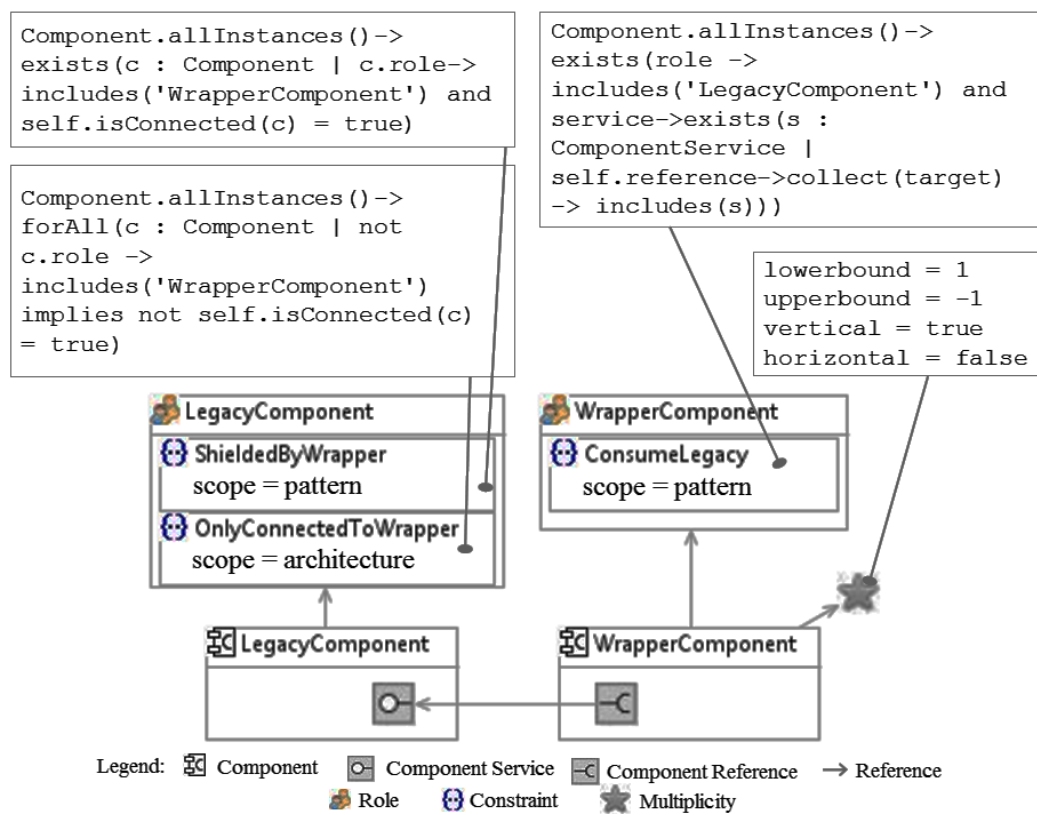 Component.allInstances()->
exists(c : Component | c.role->
includes('WrapperComponent') and
self.isConnected(c) = true)
Component.allInstances()->
exists(role ->
includes('LegacyComponent') and
service->exists(s :
ComponentService |
self.reference->collect(target)
-> includes(s)))
Component.allInstances()->
forAll(c : Component | not
c.role ->
includes('WrapperComponent')
implies not self.isConnected(c)
= true)
lowerbound = 1
upperbound = -1
vertical = true
horizontal = false
LegacyComponent
ShieldedByWrapper
scope = pattern
OnlyConnectedToWrapper
scope = architecture
WrapperComponent
ConsumeLegacy
scope = pattern
LegacyComponent
WrapperComponent
Legend: Component Component Service Component Reference Reference
Role Constraint Multiplicity